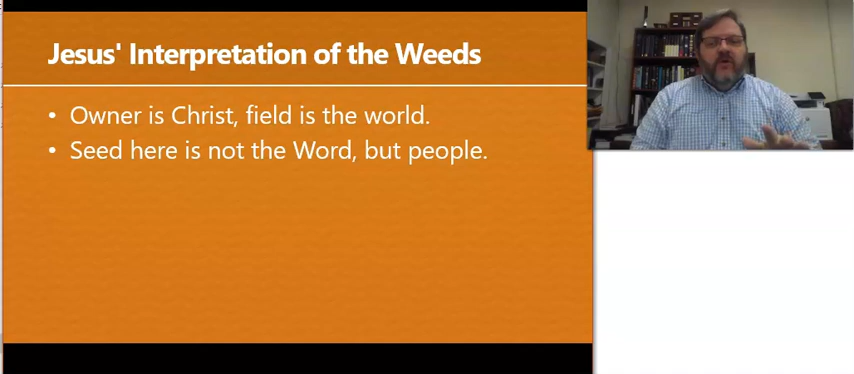 Jesus' Interpretation of the Weeds
• Owner is Christ, field is the world.
• Seed here is not the Word, but people.